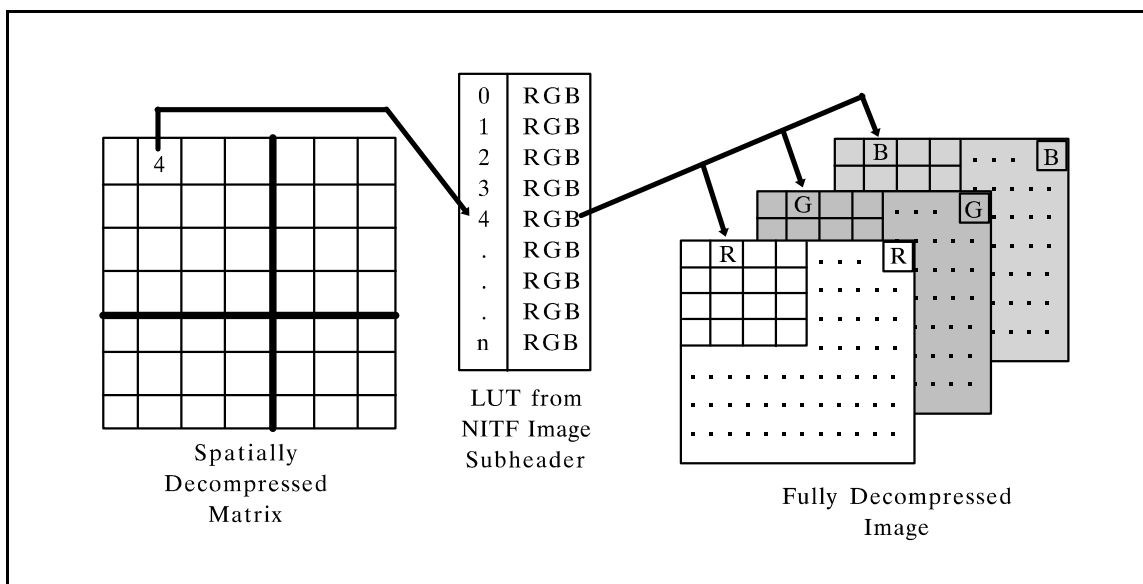 4
Spatially
Decompressed
Matrix
0 RGB
1 RGB
2 RGB
3 RGB
4 RGB
. RGB
. RGB
. RGB
n RGB
LUT from
NITF Image
Subheader
B . . . B
G . . . G
R . . . R
Fully Decompressed
Image